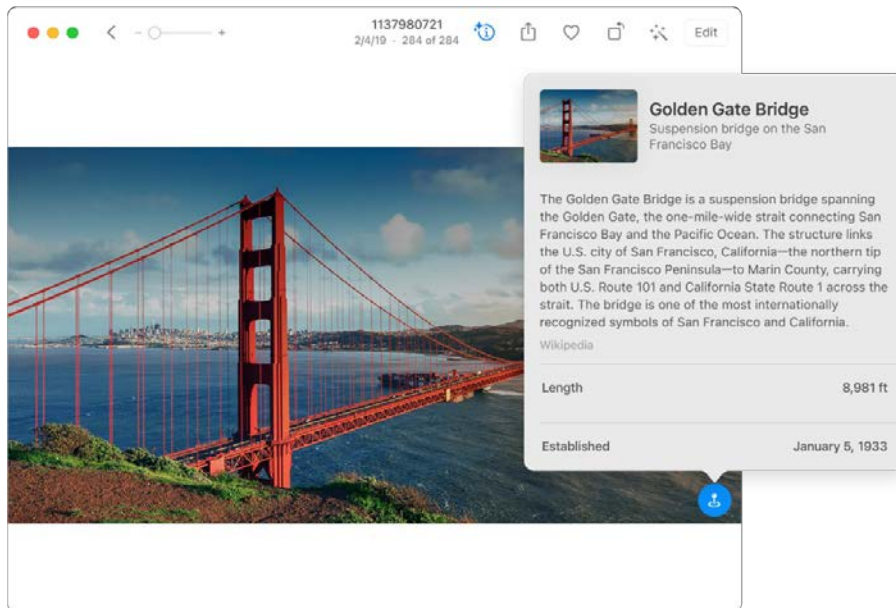 1137980721
2/4/19 · 284 of 284
Edit
Golden Gate Bridge
Suspension bridge on the San
Francisco Bay
The Golden Gate Bridge is a suspension bridge spanning
the Golden Gate, the one-mile-wide strait connecting San
Francisco Bay and the Pacific Ocean. The structure links
the U.S. city of San Francisco, California—the northern tip
of the San Francisco Peninsula—to Marin County, carrying
both U.S. Route 101 and California State Route 1 across the
strait. The bridge is one of the most internationally
recognized symbols of San Francisco and California.
Wikipedia
Length 8,981 ft
Established January 5, 1933